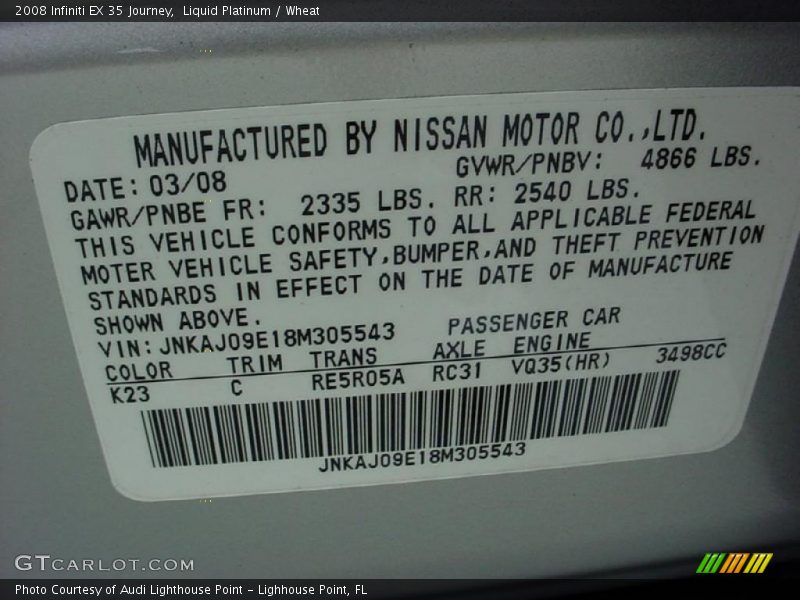 2008 Infiniti EX 35 Journey,  Liquid Platinum / Wheat
MANUFACTURED BY NISSAN MOTOR CO.,LTD.
DATE: 03/08 GVWR/PNBV: 4866 LBS.
GAWR/PNBE FR: 2335 LBS. RR: 2540 LBS.
THIS VEHICLE CONFORMS TO ALL APPLICABLE FEDERAL
MOTER VEHICLE SAFETY,BUMPER,AND THEFT PREVENTION
STANDARDS IN EFFECT ON THE DATE OF MANUFACTURE
SHOWN ABOVE.
VIN: JNKAJ09E18M305543 PASSENGER CAR
COLOR TRIM TRANS AXLE ENGINE
K23 C RE5R05A RC31 VQ35(HR) 3498CC
JNKAJ09E18M305543
GTCARLOT.COM
Photo Courtesy of Audi Lighthouse Point - Lighhouse Point, FL